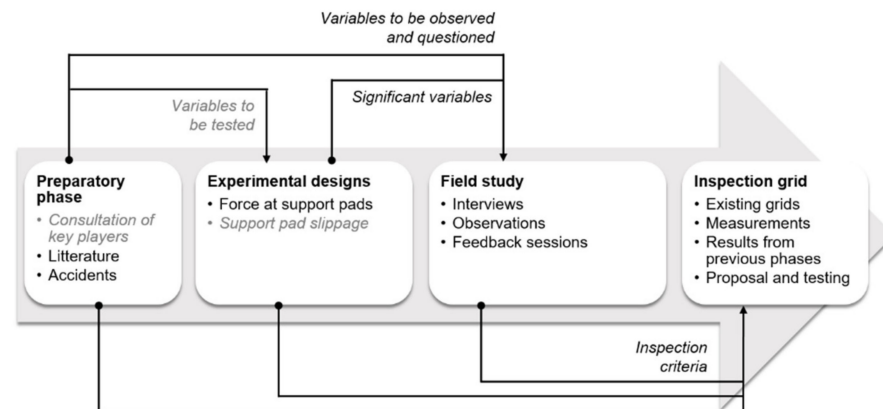 Variables to be observed
and questioned
Variables to
be tested
Significant variables
Preparatory
phase
• Consultation of
key players
• Litterature
• Accidents
Experimental designs
• Force at support pads
• Support pad slippage
Field study
• Interviews
• Observations
• Feedback sessions
Inspection grid
• Existing grids
• Measurements
• Results from
previous phases
• Proposal and testing
Inspection
criteria